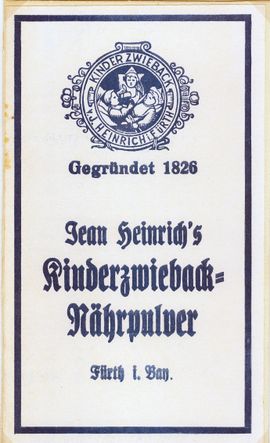 KINDERZWIEBACK
J. HEINRICH, FÜRTH
Gegründet 1826
Jean Heinrich's
Kinderzwieback=
Nährpulver
Fürth i. Bay.